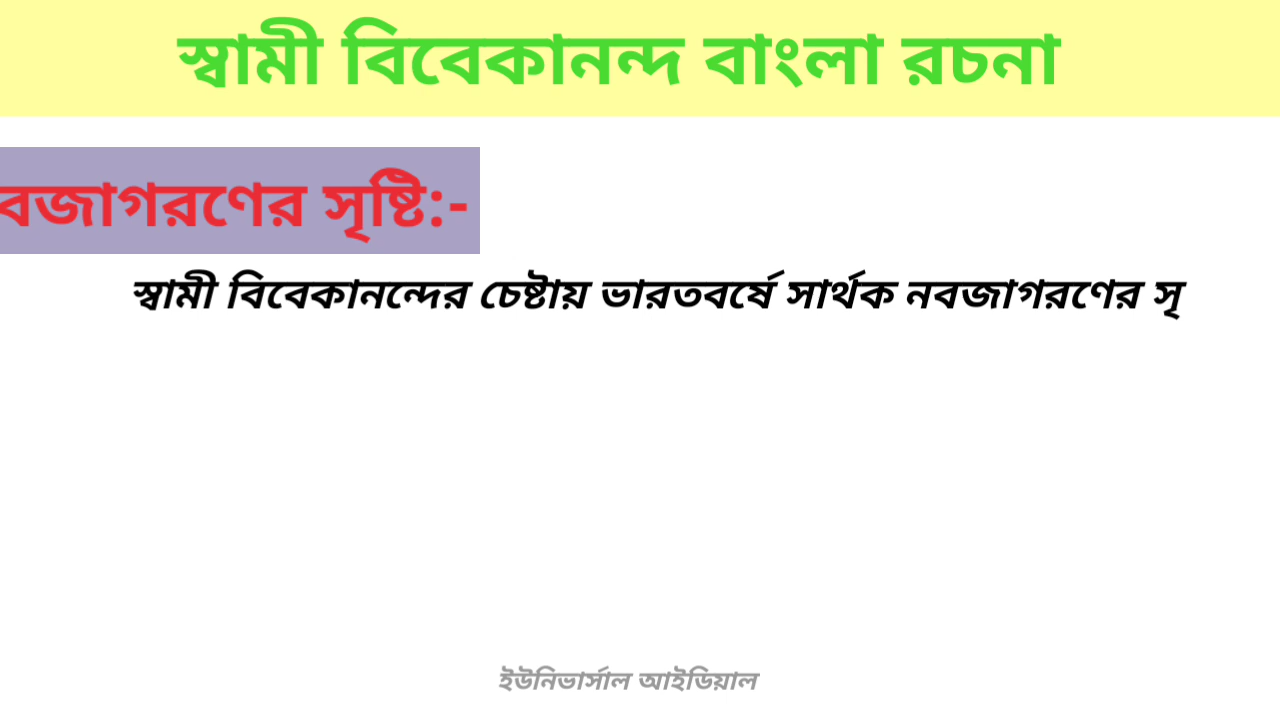 স্বামী বিবেকানন্দ বাংলা রচনা
বজাগরণের সৃষ্টি:-
স্বামী বিবেকানন্দের চেষ্টায় ভারতবর্ষে সার্থক নবজাগরণের সৃ
ইউনিভার্সাল আইডিয়াল